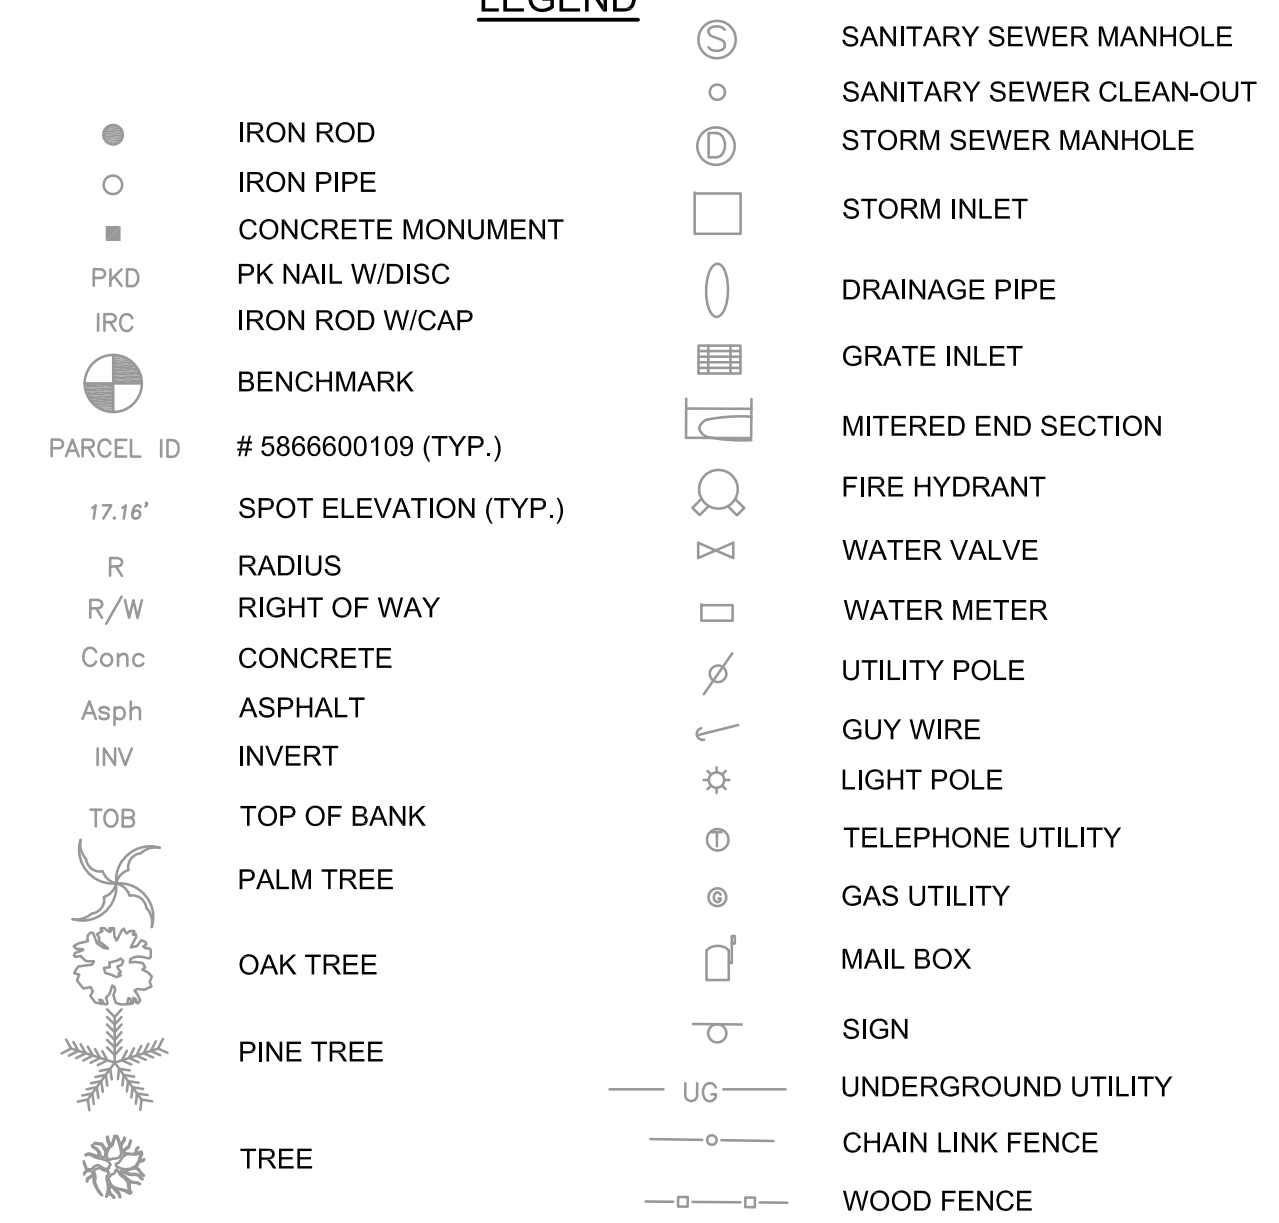 LEGEND
IRON ROD
IRON PIPE
CONCRETE MONUMENT
PKD PK NAIL W/DISC
IRC IRON ROD W/CAP
BENCHMARK
PARCEL ID # 5866600109 (TYP.)
17.16' SPOT ELEVATION (TYP.)
R RADIUS
R/W RIGHT OF WAY
Conc CONCRETE
Asph ASPHALT
INV INVERT
TOB TOP OF BANK
PALM TREE
OAK TREE
PINE TREE
TREE
S SANITARY SEWER MANHOLE
SANITARY SEWER CLEAN-OUT
D STORM SEWER MANHOLE
STORM INLET
DRAINAGE PIPE
GRATE INLET
MITERED END SECTION
FIRE HYDRANT
WATER VALVE
WATER METER
UTILITY POLE
GUY WIRE
LIGHT POLE
T TELEPHONE UTILITY
G GAS UTILITY
MAIL BOX
SIGN
UG UNDERGROUND UTILITY
CHAIN LINK FENCE
WOOD FENCE